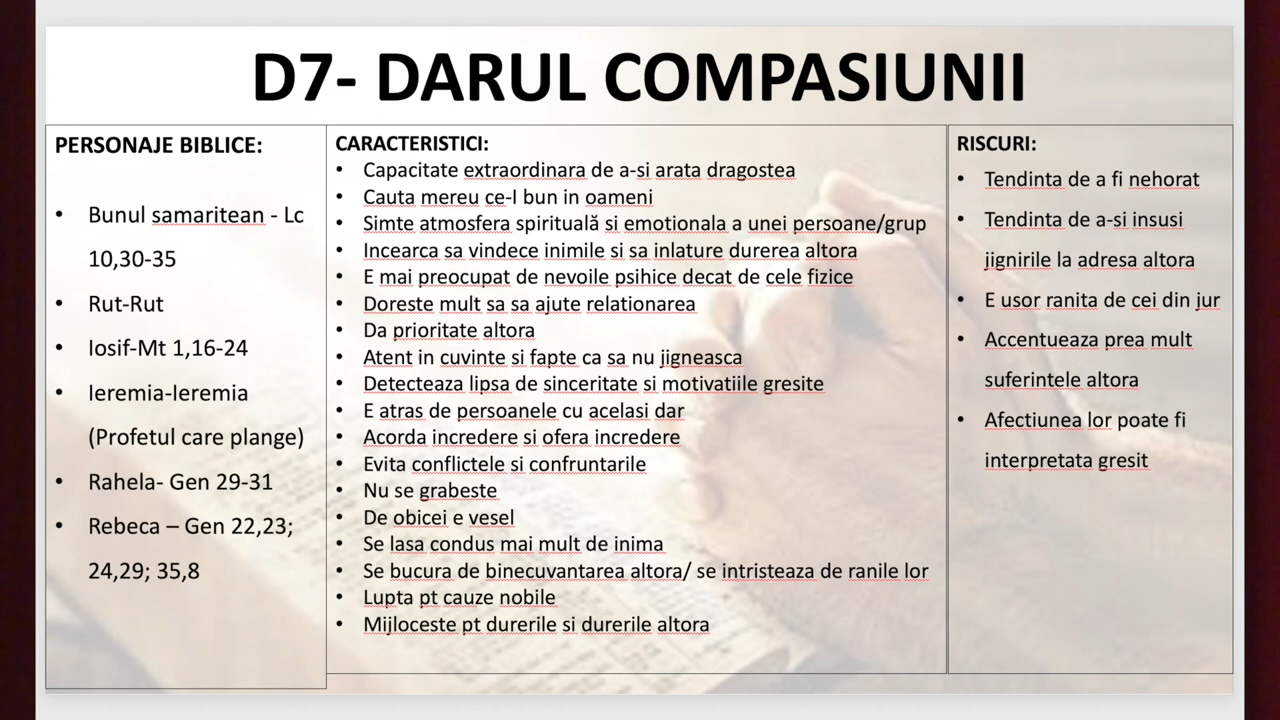 D7- DARUL COMPASIUNII
PERSONAJE BIBLICE:
• Bunul samaritean - Lc
10,30-35
• Rut-Rut
• Iosif-Mt 1,16-24
• Ieremia-Ieremia
(Profetul care plange)
• Rahela- Gen 29-31
• Rebeca – Gen 22,23;
24,29; 35,8
CARACTERISTICI:
• Capacitate extraordinara de a-si arata dragostea
• Cauta mereu ce-l bun in oameni
• Simte atmosfera spirituală si emotionala a unei persoane/grup
• Incearca sa vindece inimile si sa inlature durerea altora
• E mai preocupat de nevoile psihice decat de cele fizice
• Doreste mult sa sa ajute relationarea
• Da prioritate altora
• Atent in cuvinte si fapte ca sa nu jigneasca
• Detecteaza lipsa de sinceritate si motivatiile gresite
• E atras de persoanele cu acelasi dar
• Acorda incredere si ofera incredere
• Evita conflictele si confruntarile
• Nu se grabeste
• De obicei e vesel
• Se lasa condus mai mult de inima
• Se bucura de binecuvantarea altora/ se intristeaza de ranile lor
• Lupta pt cauze nobile
• Mijloceste pt durerile si durerile altora
RISCURI:
• Tendinta de a fi nehorat
• Tendinta de a-si insusi
jignirile la adresa altora
• E usor ranita de cei din jur
• Accentueaza prea mult
suferintele altora
• Afectiunea lor poate fi
interpretata gresit